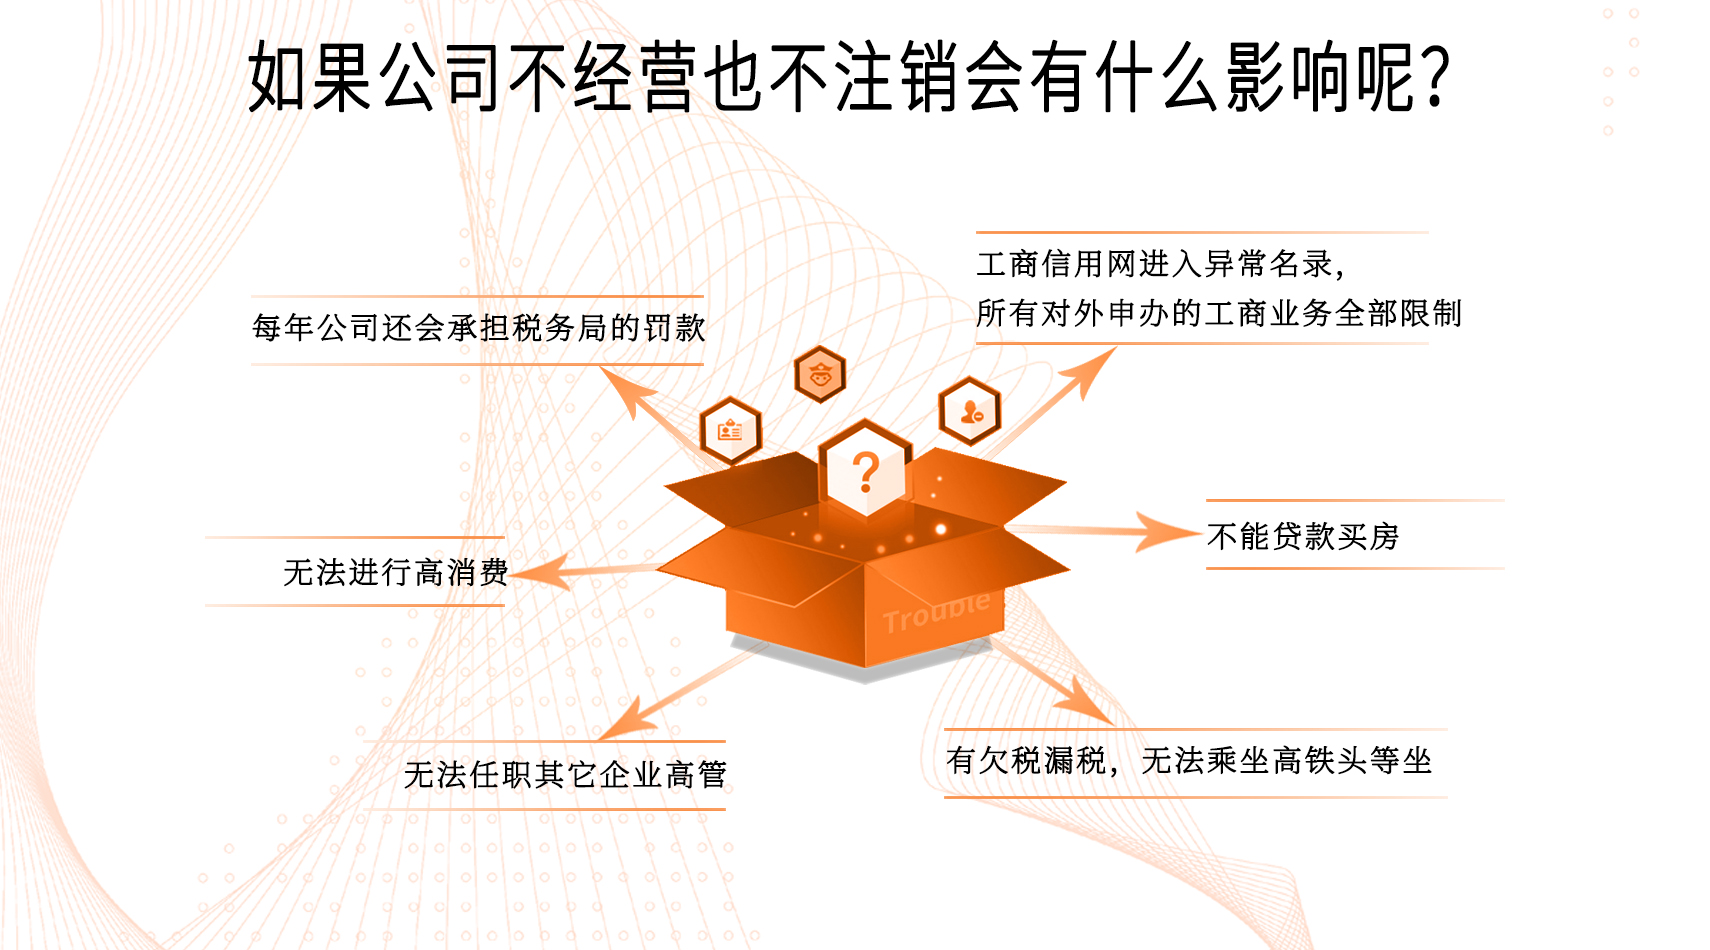 如果公司不经营也不注销会有什么影响呢？
工商信用网进入异常名录，
所有对外申办的工商业务全部限制
每年公司还会承担税务局的罚款
不能贷款买房
无法进行高消费
Trouble
有欠税漏税，无法乘坐高铁头等坐
无法任职其它企业高管